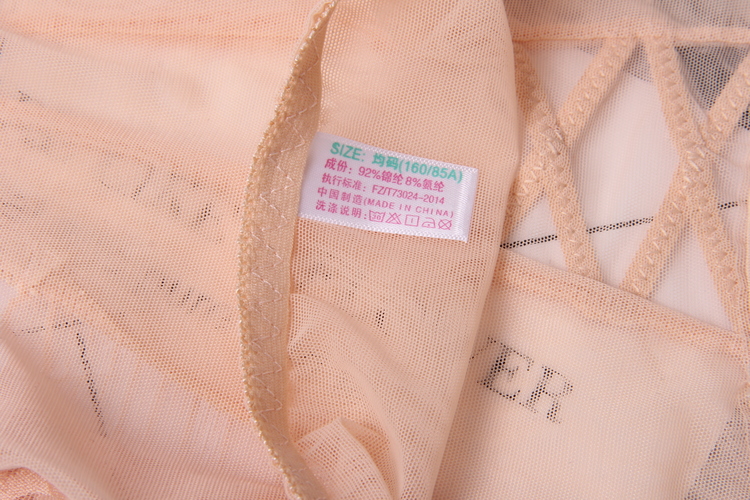 SIZE: 均码(160/85A)
成份: 92%锦纶 8%氨纶
执行标准: FZ/T73024-2014
中国制造(MADE IN CHINA)
洗涤说明:
VER